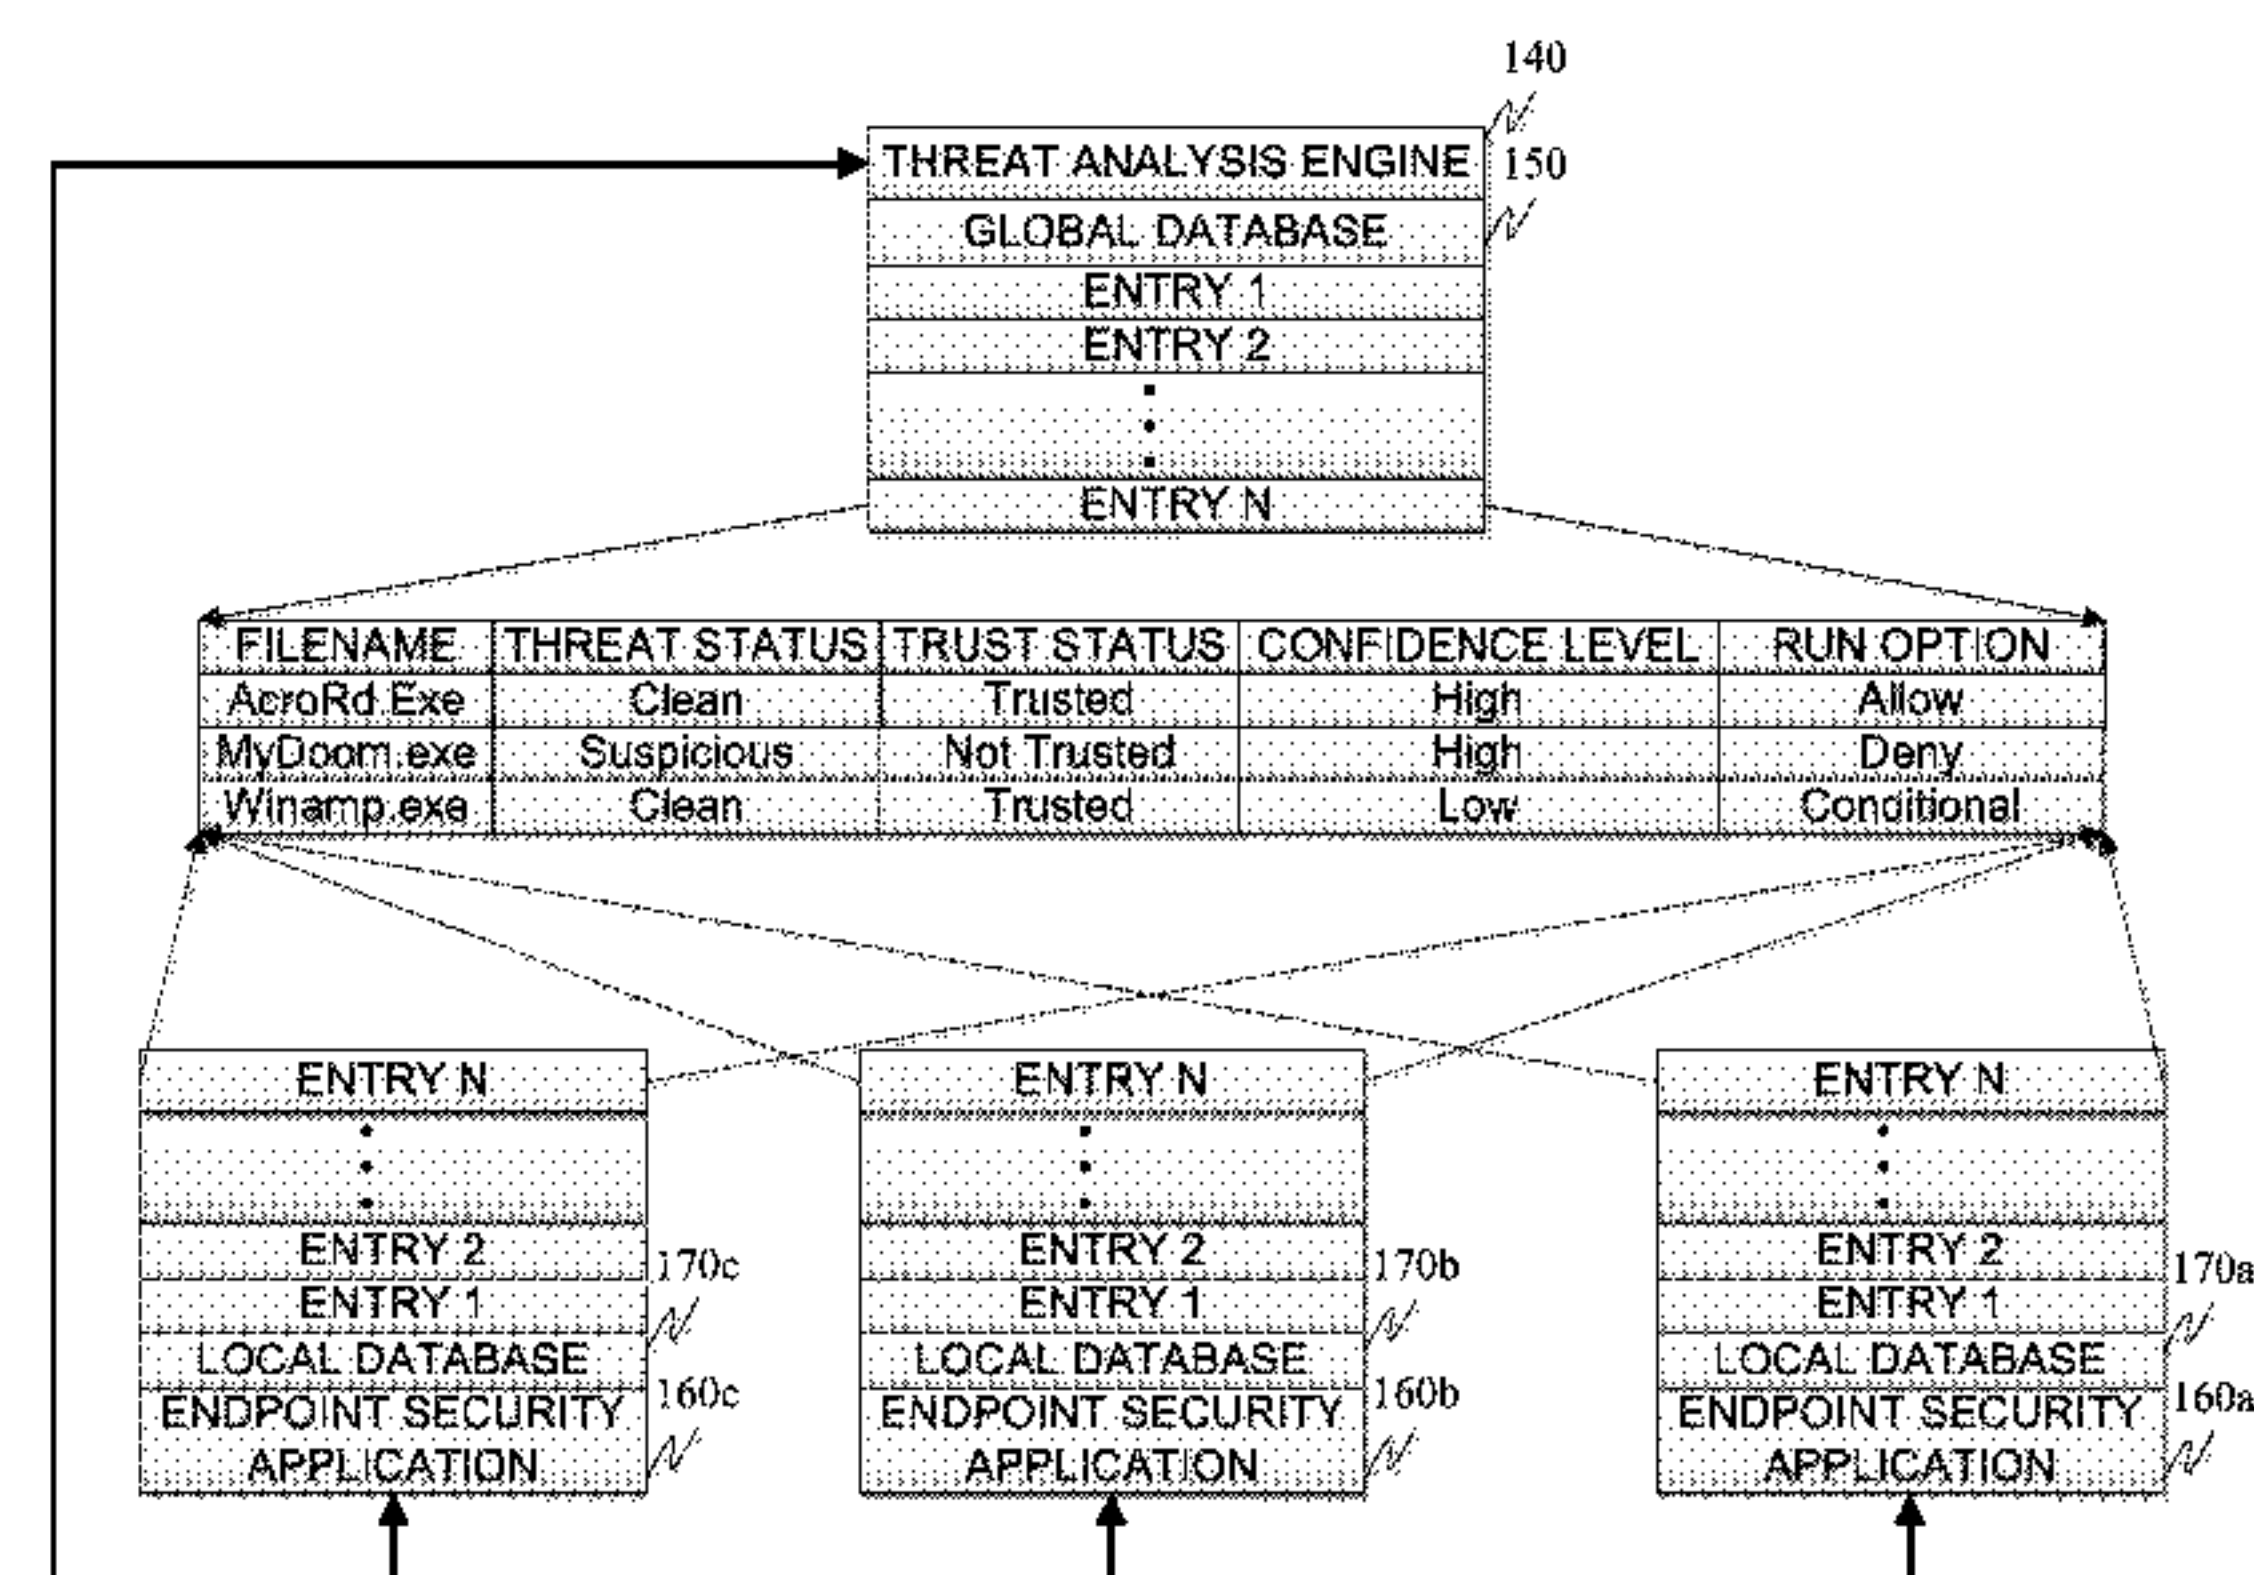 140
THREAT ANALYSIS ENGINE
150
GLOBAL DATABASE
ENTRY 1
ENTRY 2
ENTRY N
FILENAME THREAT STATUS TRUST STATUS CONFIDENCE LEVEL RUN OPTION
AcroRd.Exe Clean Trusted High Allow
MyDoom.exe Suspicious Not Trusted High Deny
Winamp.exe Clean Trusted Low Conditional
ENTRY N ENTRY N ENTRY N
ENTRY 2 ENTRY 2 ENTRY 2
170c 170b 170a
ENTRY 1 ENTRY 1 ENTRY 1
LOCAL DATABASE LOCAL DATABASE LOCAL DATABASE
160c 160b 160a
ENDPOINT SECURITY ENDPOINT SECURITY ENDPOINT SECURITY
APPLICATION APPLICATION APPLICATION